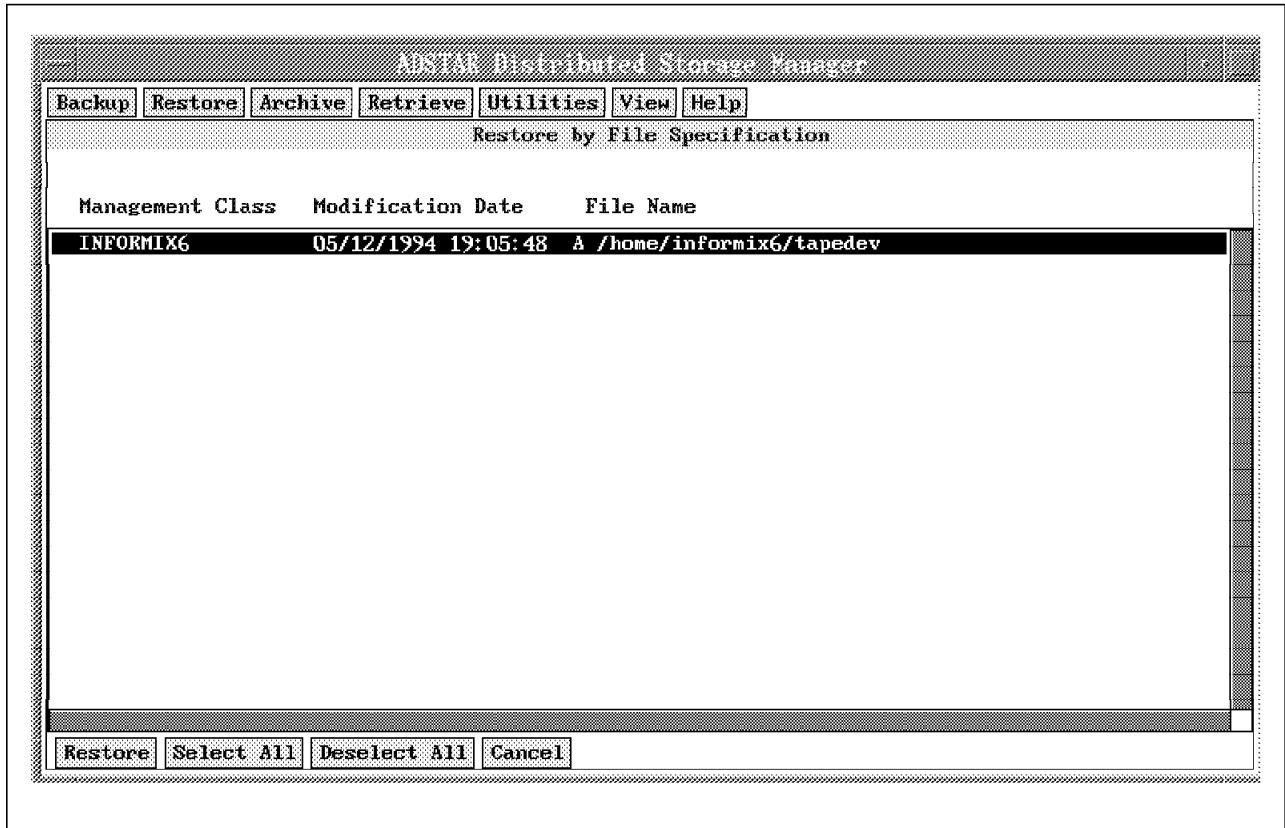 ADSTAR Distributed Storage Manager
Backup Restore Archive Retrieve Utilities View Help
Restore by File Specification
Management Class Modification Date File Name
INFORMIX6 05/12/1994 19:05:48 A /home/informix6/tapedev
Restore Select All Deselect All Cancel